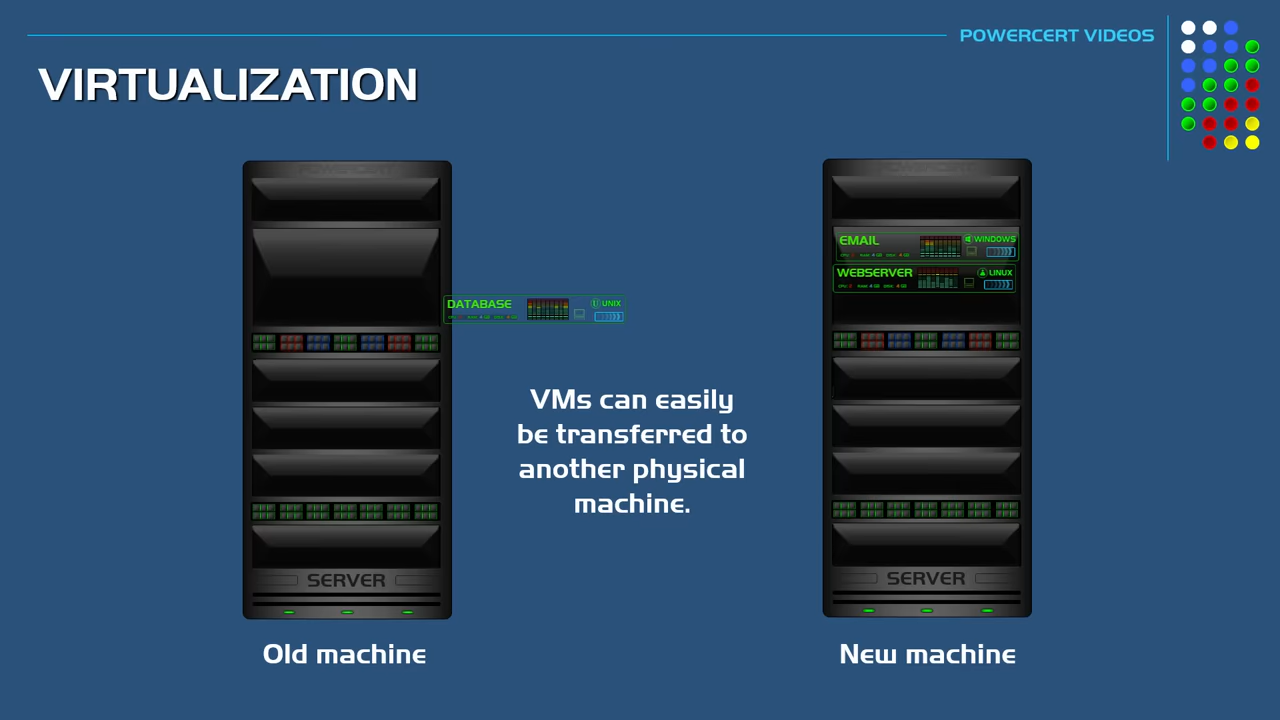 POWERCERT VIDEOS
VIRTUALIZATION
EMAIL
WINDOWS
WEBSERVER
LINUX
DATABASE
UNIX
VMs can easily
be transferred to
another physical
machine.
SERVER
SERVER
Old machine
New machine